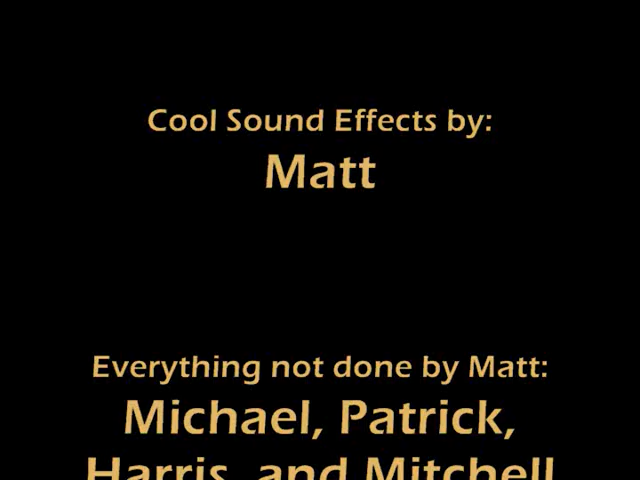 Cool Sound Effects by:
Matt
Everything not done by Matt:
Michael, Patrick,
Harris, and Mitchell